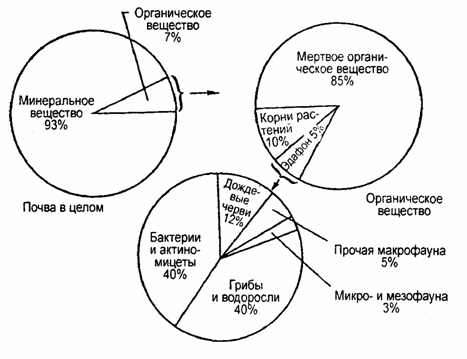 Органическое
вещество
7%
Минеральное
вещество
93%
Почва в целом
Мертвое органи-
ческое вещество
85%
Корни рас-
тений
10%
Эдафон 5%
Органическое
вещество
Дожде-
вые
черви
12%
Бактерии
и актино-
мицеты
40%
Грибы
и водоросли
40%
Прочая макрофауна
5%
Микро- и мезофауна
3%